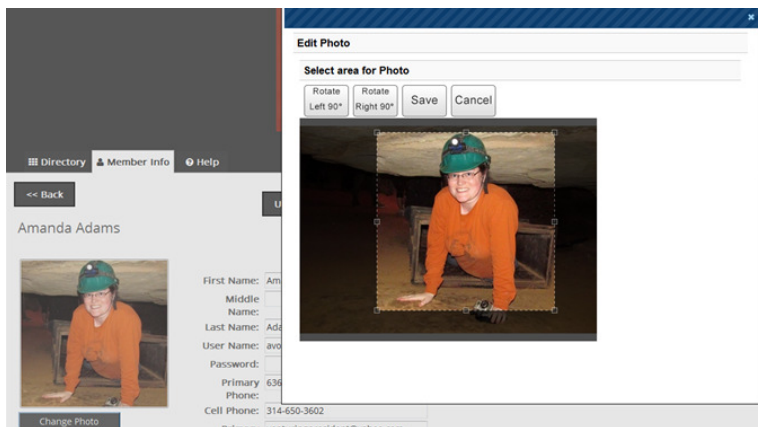 Edit Photo
Select area for Photo
Rotate Left 90°
Rotate Right 90°
Save
Cancel
Directory
Member Info
Help
<< Back
U
Amanda Adams
First Name: Am
Middle Name:
Last Name: Ada
User Name: avo
Password:
Primary Phone: 636
Cell Phone: 314-650-3602
Change Photo